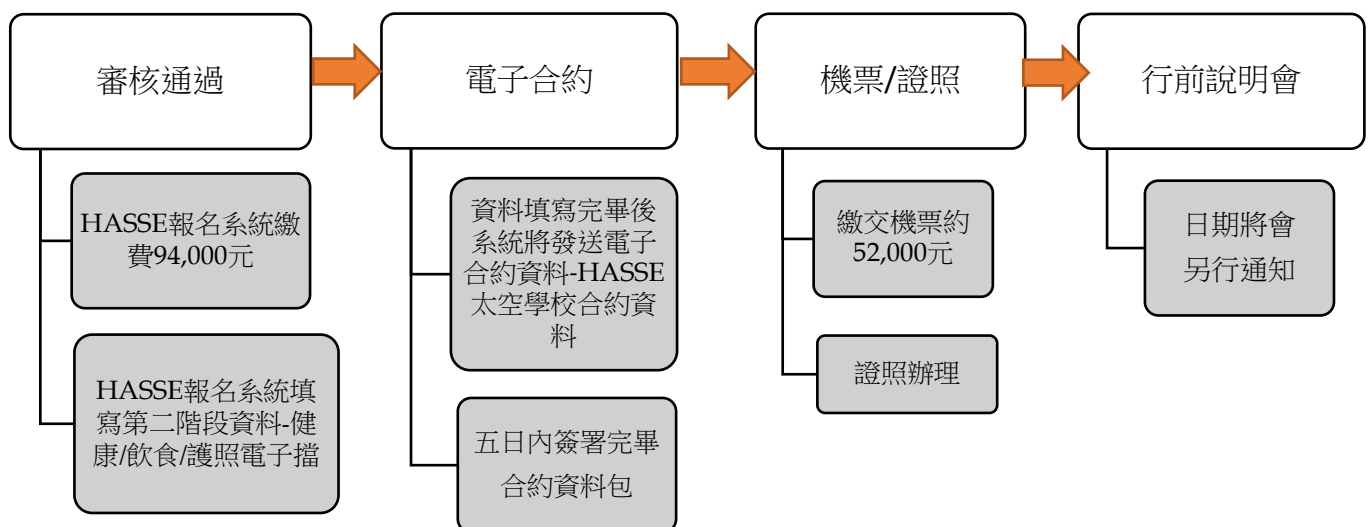 審核通過
HASSE報名系統繳
費94,000元
HASSE報名系統填
寫第二階段資料-健
康/飲食/護照電子擋
電子合約
資料填寫完畢後
系統將發送電子
合約資料-HASSE
太空學校合約資
料
五日內簽署完畢
合約資料包
機票/證照
繳交機票約
52,000元
證照辦理
行前說明會
日期將會
另行通知